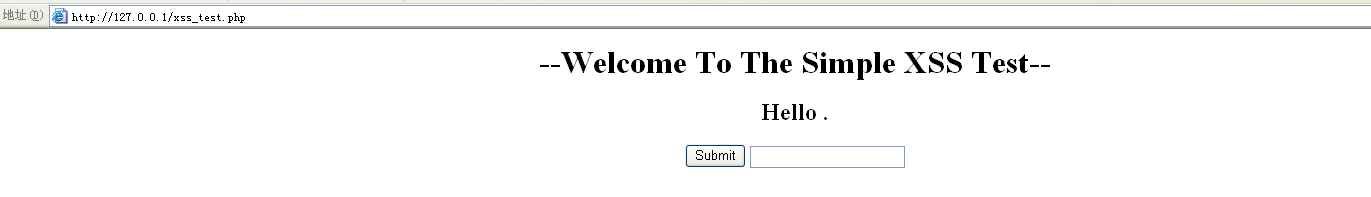 地址(D) http://127.0.0.1/xss_test.php
--Welcome To The Simple XSS Test--
Hello .
Submit